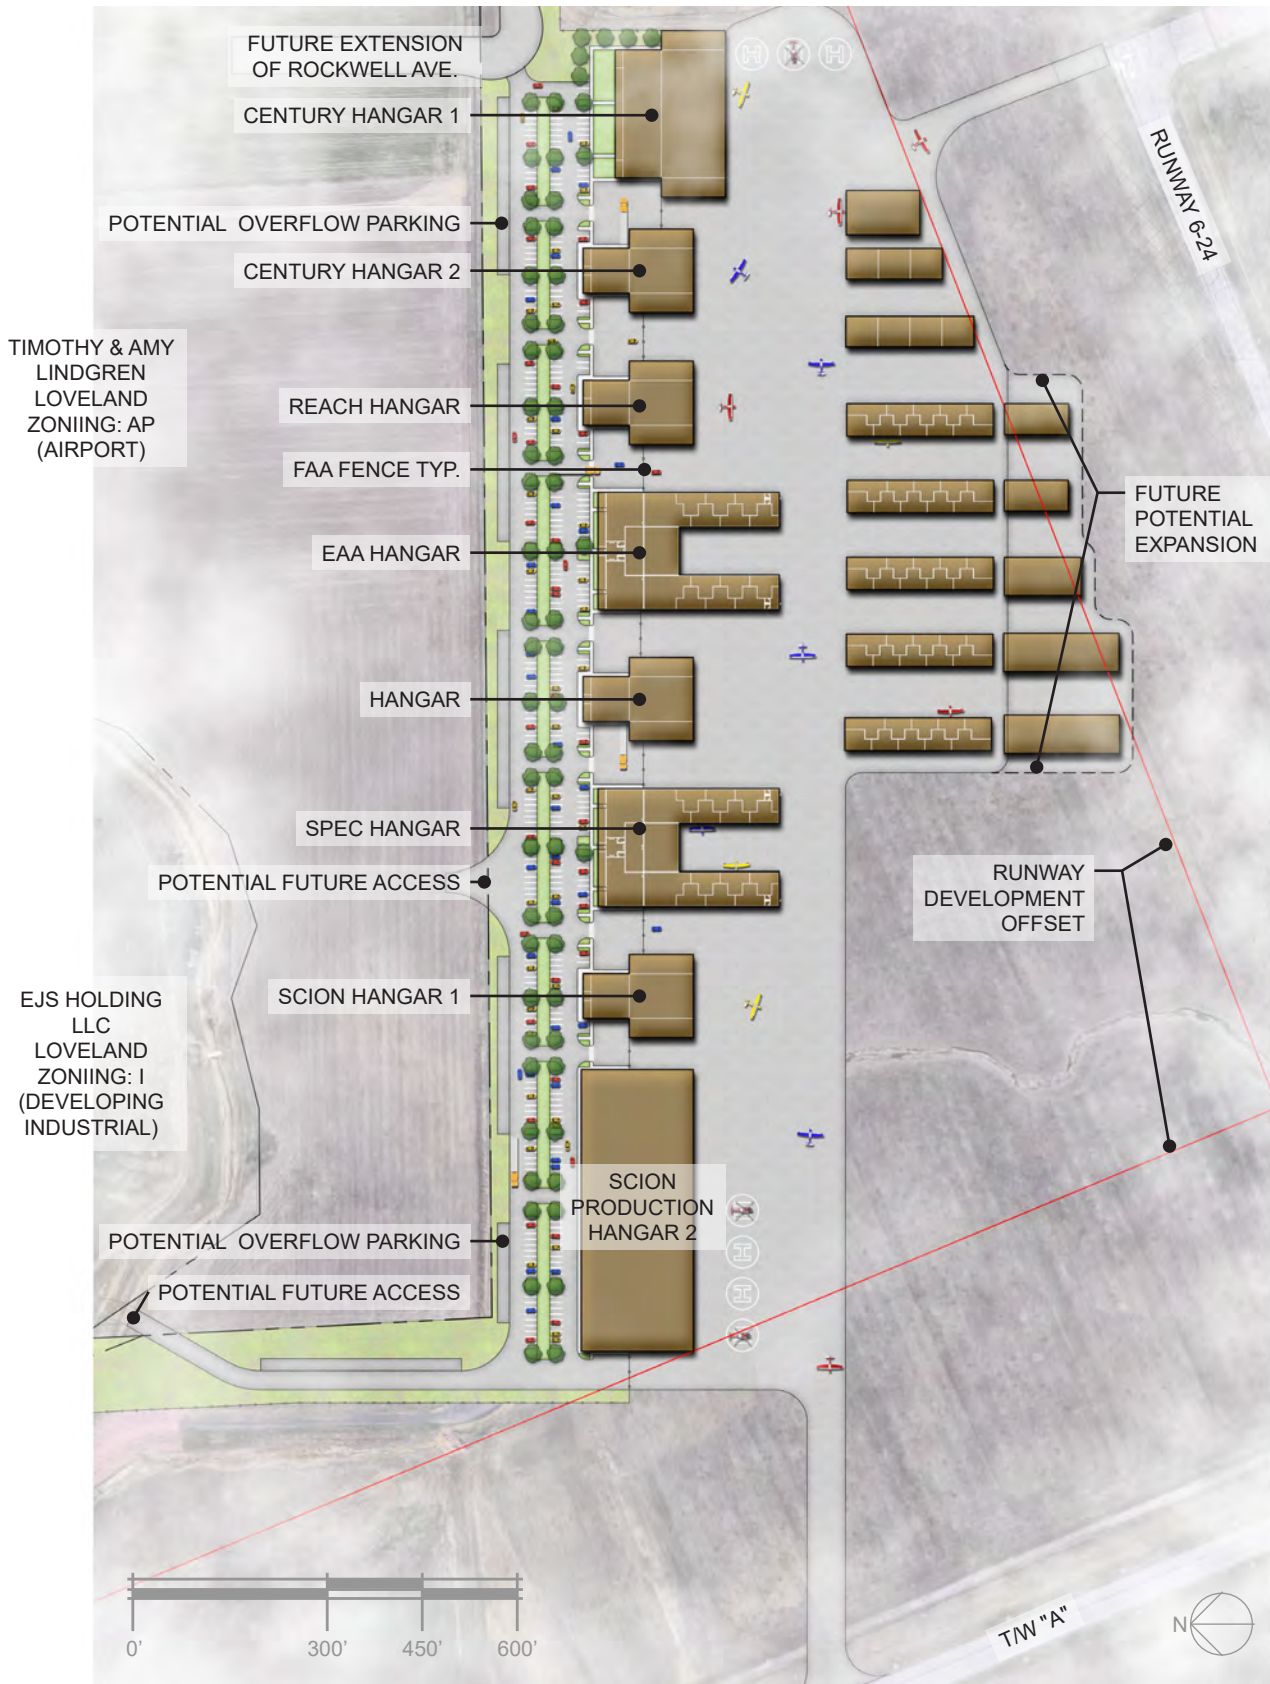 FUTURE EXTENSION
OF ROCKWELL AVE.
CENTURY HANGAR 1
POTENTIAL OVERFLOW PARKING
CENTURY HANGAR 2
TIMOTHY & AMY
LINDGREN
LOVELAND
ZONIING: AP
(AIRPORT)
REACH HANGAR
FAA FENCE TYP.
EAA HANGAR
HANGAR
SPEC HANGAR
POTENTIAL FUTURE ACCESS
SCION HANGAR 1
EJS HOLDING
LLC
LOVELAND
ZONIING: I
(DEVELOPING
INDUSTRIAL)
SCION
PRODUCTION
HANGAR 2
POTENTIAL OVERFLOW PARKING
POTENTIAL FUTURE ACCESS
H
H
RUNWAY 6-24
FUTURE
POTENTIAL
EXPANSION
RUNWAY
DEVELOPMENT
OFFSET
H
H
T/W "A"
N
0' 300' 450' 600'